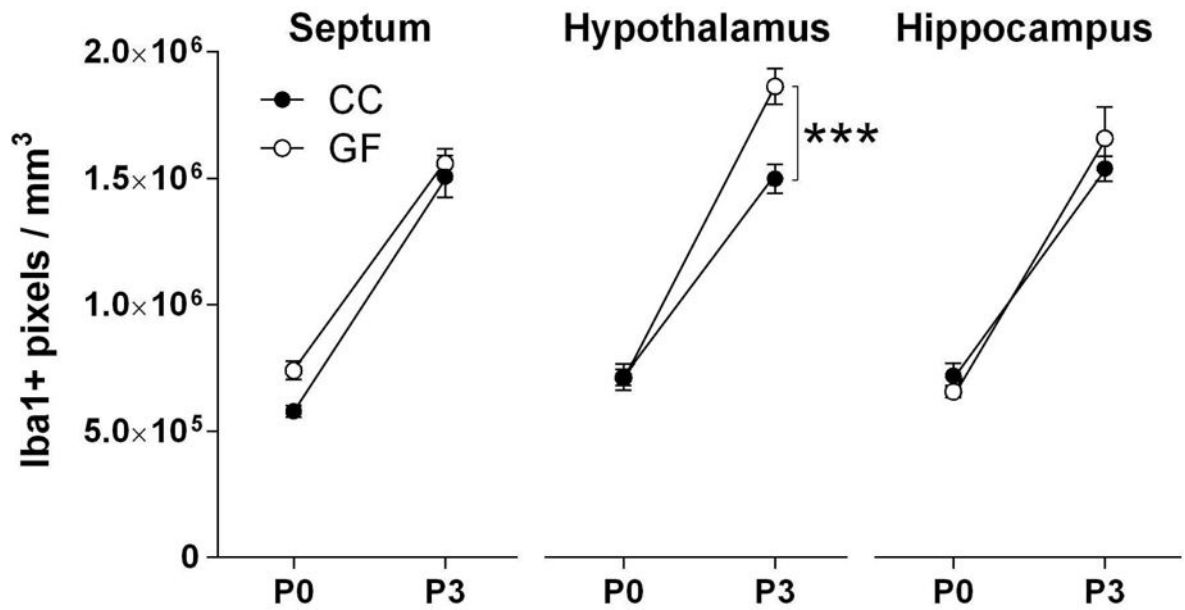 Septum Hypothalamus Hippocampus
Iba1+ pixels / mm³
2.0×10⁶
1.5×10⁶
1.0×10⁶
5.0×10⁵
0
CC
GF
***
P0 P3 P0 P3 P0 P3